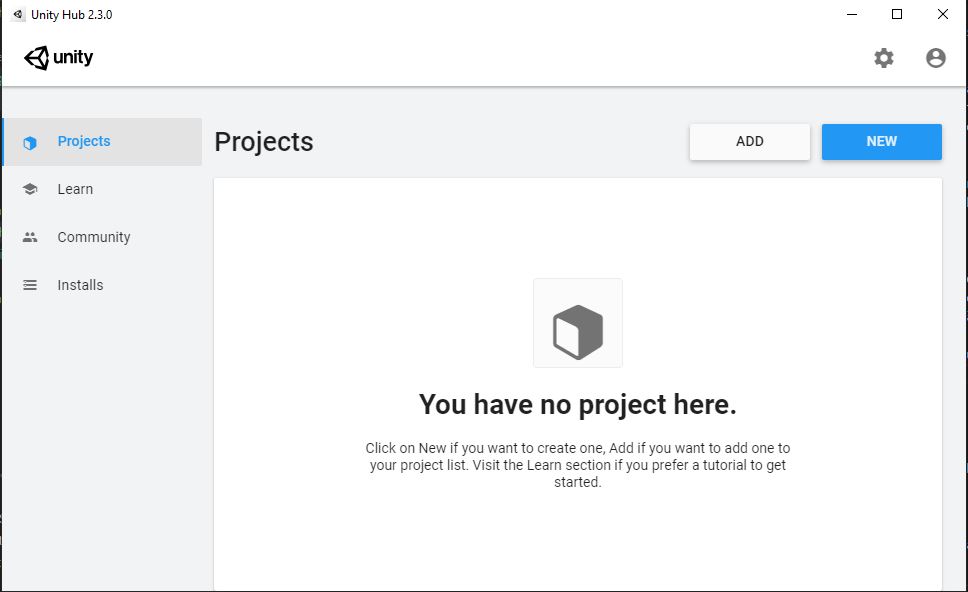 Unity Hub 2.3.0
unity
Projects
Learn
Community
Installs
Projects
ADD
NEW
You have no project here.
Click on New if you want to create one, Add if you want to add one to
your project list. Visit the Learn section if you prefer a tutorial to get
started.